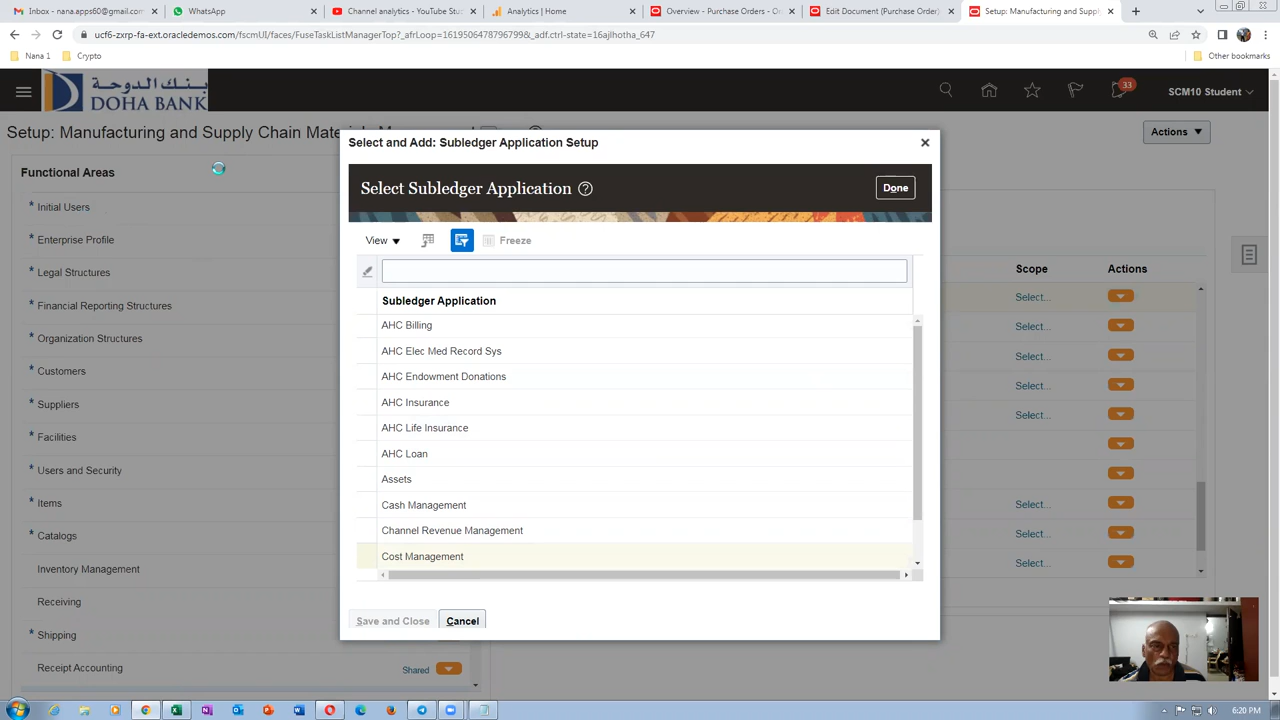 Inbox - nana.apps60@gmail.com
WhatsApp
Channel analytics - YouTube Stu
Analytics | Home
Overview - Purchase Orders - O
Edit Document (Purchase Order)
Setup: Manufacturing and Supply
ucf6-zxrp-fa-ext.oracledemos.com/fscmUI/faces/FuseTaskListManagerTop?_afrLoop=16195064787967998&_adf.ctrl-state=16ajlhotha_647
Nana 1
Crypto
Other bookmarks
بنك الدوحة
DOHA BANK
33
SCM10 Student
Setup: Manufacturing and Supply Chain Materials Management
Actions
Functional Areas
* Initial Users
* Enterprise Profile
* Legal Structures
* Financial Reporting Structures
* Organization Structures
* Customers
* Suppliers
* Facilities
* Users and Security
* Items
* Catalogs
Inventory Management
Receiving
* Shipping
Receipt Accounting
Shared
Select and Add: Subledger Application Setup
Select Subledger Application
Done
View
Freeze
Subledger Application
AHC Billing
AHC Elec Med Record Sys
AHC Endowment Donations
AHC Insurance
AHC Life Insurance
AHC Loan
Assets
Cash Management
Channel Revenue Management
Cost Management
Save and Close
Cancel
Scope
Actions
Select...
Select...
Select...
Select...
Select...
Select...
Select...
Select...
6:20 PM